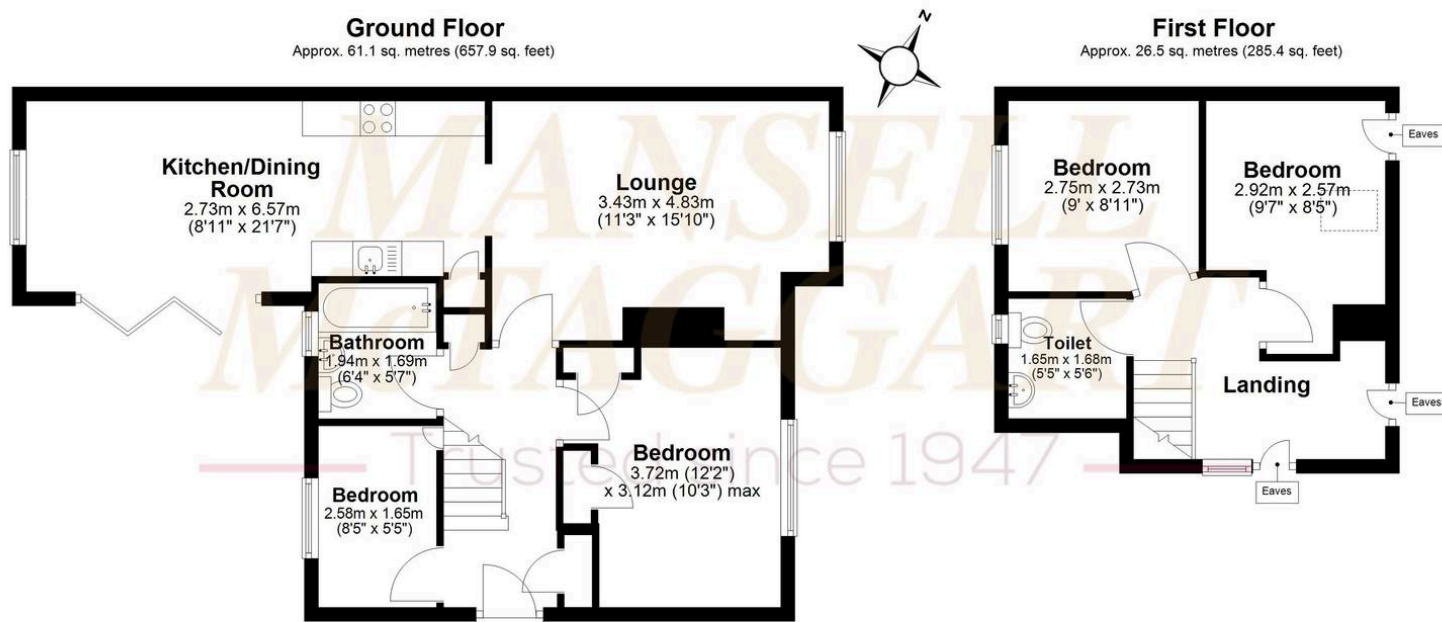 Ground Floor
Approx. 61.1 sq. metres (657.9 sq. feet)
N
First Floor
Approx. 26.5 sq. metres (285.4 sq. feet)
MANSELL
McTAGGART
Trusted since 1947
Kitchen/Dining
Room
2.73m x 6.57m
(8'11" x 21'7")
Lounge
3.43m x 4.83m
(11'3" x 15'10")
Bathroom
1.94m x 1.69m
(6'4" x 5'7")
Bedroom
2.58m x 1.65m
(8'5" x 5'5")
Bedroom
3.72m (12'2")
x 3.12m (10'3") max
Bedroom
2.75m x 2.73m
(9' x 8'11")
Bedroom
2.92m x 2.57m
(9'7" x 8'5")
Eaves
Toilet
1.65m x 1.68m
(5'5" x 5'6")
Landing
Eaves
Eaves